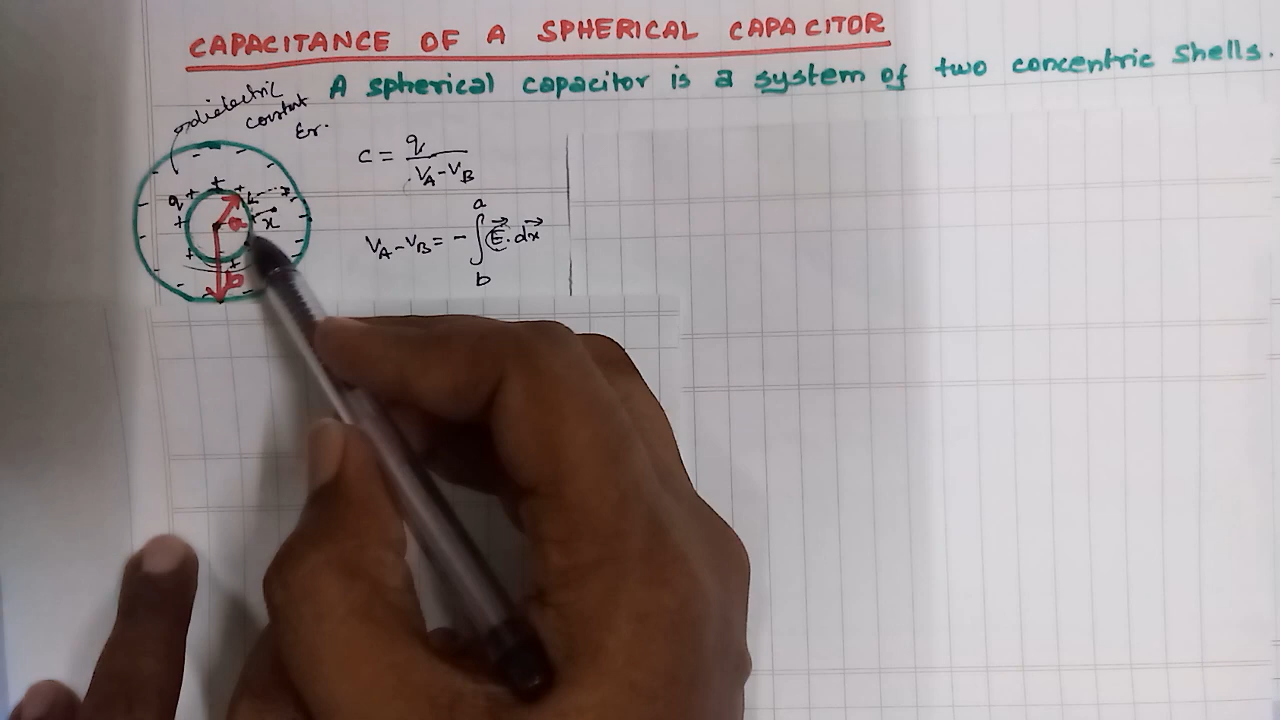 CAPACITANCE OF A SPHERICAL CAPACITOR
A spherical capacitor is a system of two concentric shells.
dielectric
constant
εr.
C = q / VA-VB
VA-VB = - ∫ba E⃗.dx⃗
q
a
x
b